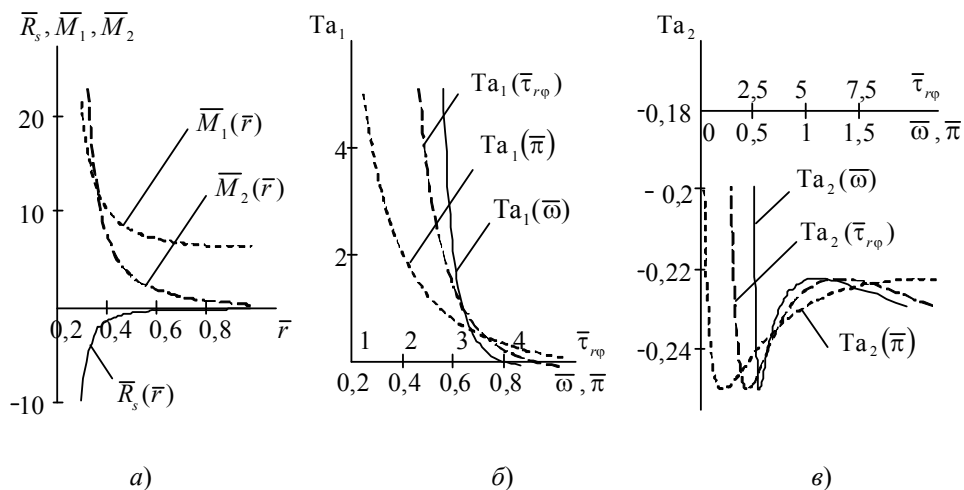 R̅ₛ, M̅₁, M̅₂
20
10
0
-10
0,2 0,4 0,6 0,8 r̅
M̅₁(r̅)
M̅₂(r̅)
R̅ₛ(r̅)
а)
Ta₁
4
2
1 2 3 4 τ̅rφ
0,2 0,4 0,6 0,8 ω̅, π̅
Ta₁(τ̅rφ)
Ta₁(π̅)
Ta₁(ω̅)
б)
Ta₂
2,5 5 7,5 τ̅rφ
-0,18
0 0,5 1 1,5 ω̅, π̅
-0,2
-0,22
-0,24
Ta₂(ω̅)
Ta₂(τ̅rφ)
Ta₂(π̅)
в)